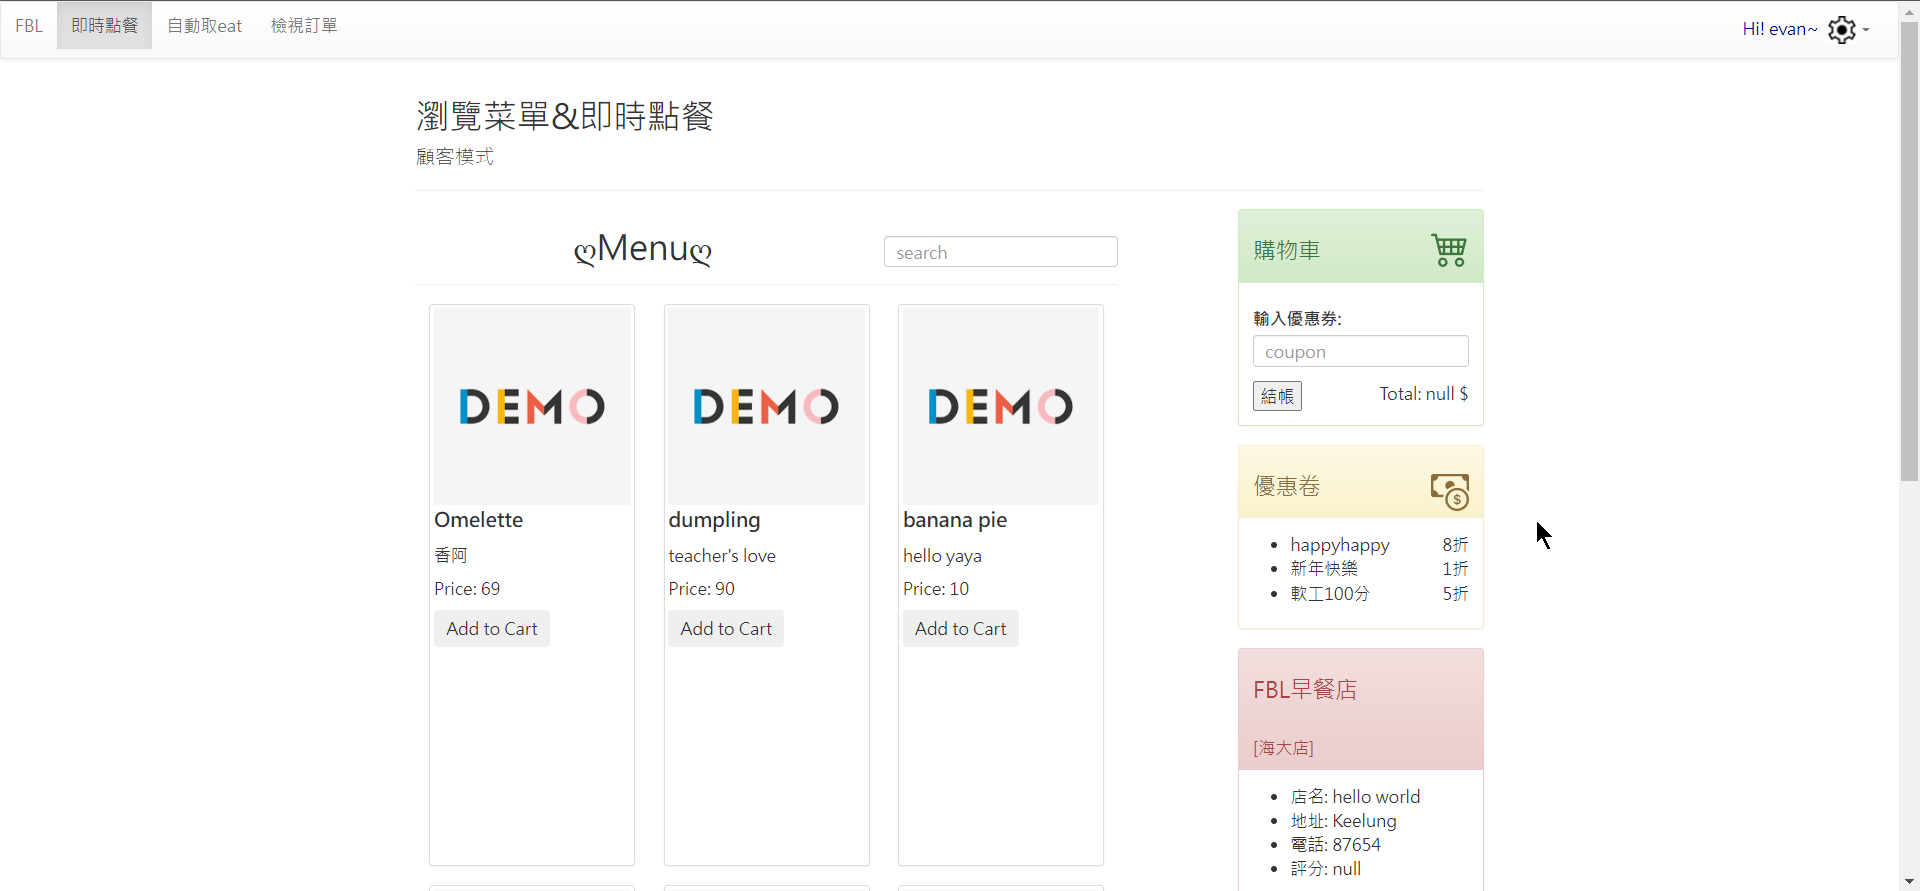 FBL 即時點餐 自動取eat 檢視訂單 Hi! evan~
瀏覽菜單&即時點餐
顧客模式
ღMenuღ
search
DEMO
Omelette
香阿
Price: 69
Add to Cart
DEMO
dumpling
teacher's love
Price: 90
Add to Cart
DEMO
banana pie
hello yaya
Price: 10
Add to Cart
購物車
輸入優惠券:
coupon
結帳 Total: null $
優惠卷
$
happyhappy 8折
新年快樂 1折
軟工100分 5折
FBL早餐店
[海大店]
店名: hello world
地址: Keelung
電話: 87654
評分: null